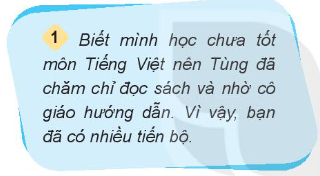 1 Biết mình học chưa tốt
môn Tiếng Việt nên Tùng đã
chăm chỉ đọc sách và nhờ cô
giáo hướng dẫn. Vì vậy, bạn
đã có nhiều tiến bộ.